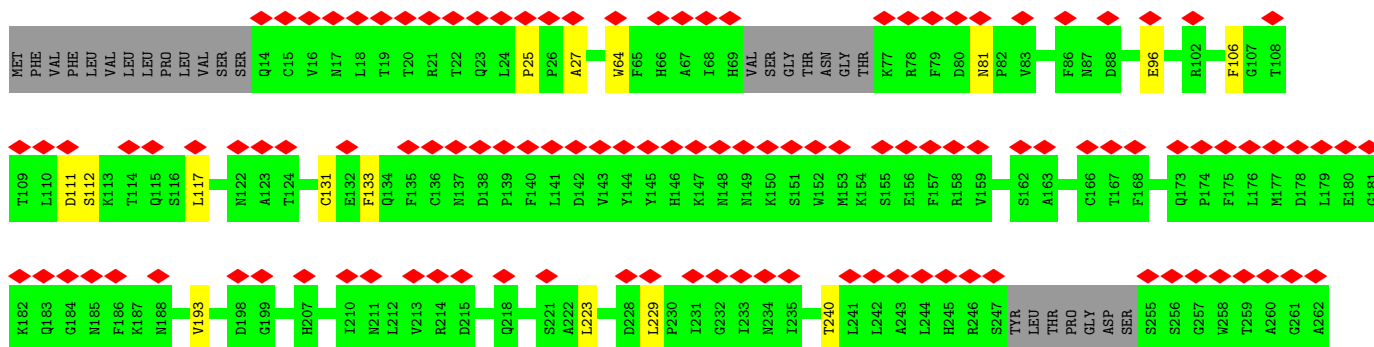 MET PHE VAL PHE LEU VAL LEU LEU PRO LEU VAL SER SER Q14 C15 V16 N17 L18 T19 T20 R21 T22 Q23 L24 P25 P26 A27 W64 F65 H66 A67 I68 H69 VAL SER GLY THR ASN GLY THR K77 R78 F79 D80 N81 P82 V83 F86 N87 D88 E96 R102 F106 G107 T108
T109 L110 D111 S112 K113 T114 Q115 S116 L117 N122 A123 T124 C131 E132 F133 Q134 F135 C136 N137 D138 P139 F140 L141 D142 V143 Y144 Y145 H146 K147 N148 N149 K150 S151 W152 M153 K154 S155 E156 F157 R158 V159 S162 A163 C166 T167 F168 Q173 P174 F175 L176 M177 D178 L179 E180 G181
K182 Q183 G184 N185 F186 K187 N188 V193 D198 G199 H207 I210 N211 L212 V213 R214 D215 Q218 S221 A222 L223 D228 L229 P230 I231 G232 I233 N234 I235 T240 L241 L242 A243 L244 H245 R246 S247 TYR LEU THR PRO GLY ASP SER S255 S256 G257 W258 T259 A260 G261 A262